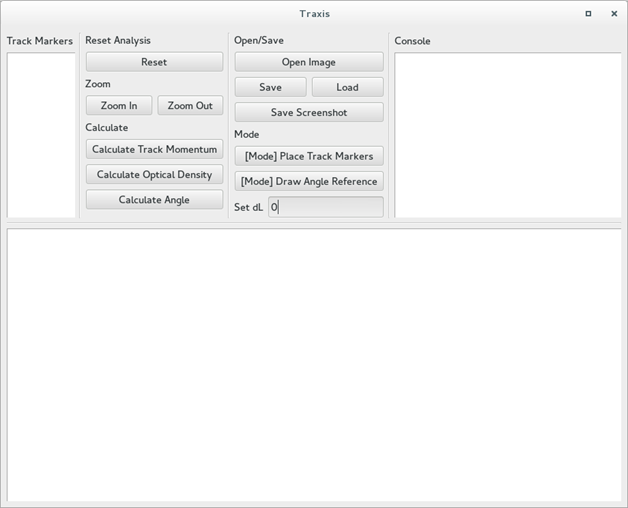 Traxis
Track Markers
Reset Analysis
Reset
Zoom
Zoom In Zoom Out
Calculate
Calculate Track Momentum
Calculate Optical Density
Calculate Angle
Open/Save
Open Image
Save Load
Save Screenshot
Mode
[Mode] Place Track Markers
[Mode] Draw Angle Reference
Set dL 0
Console